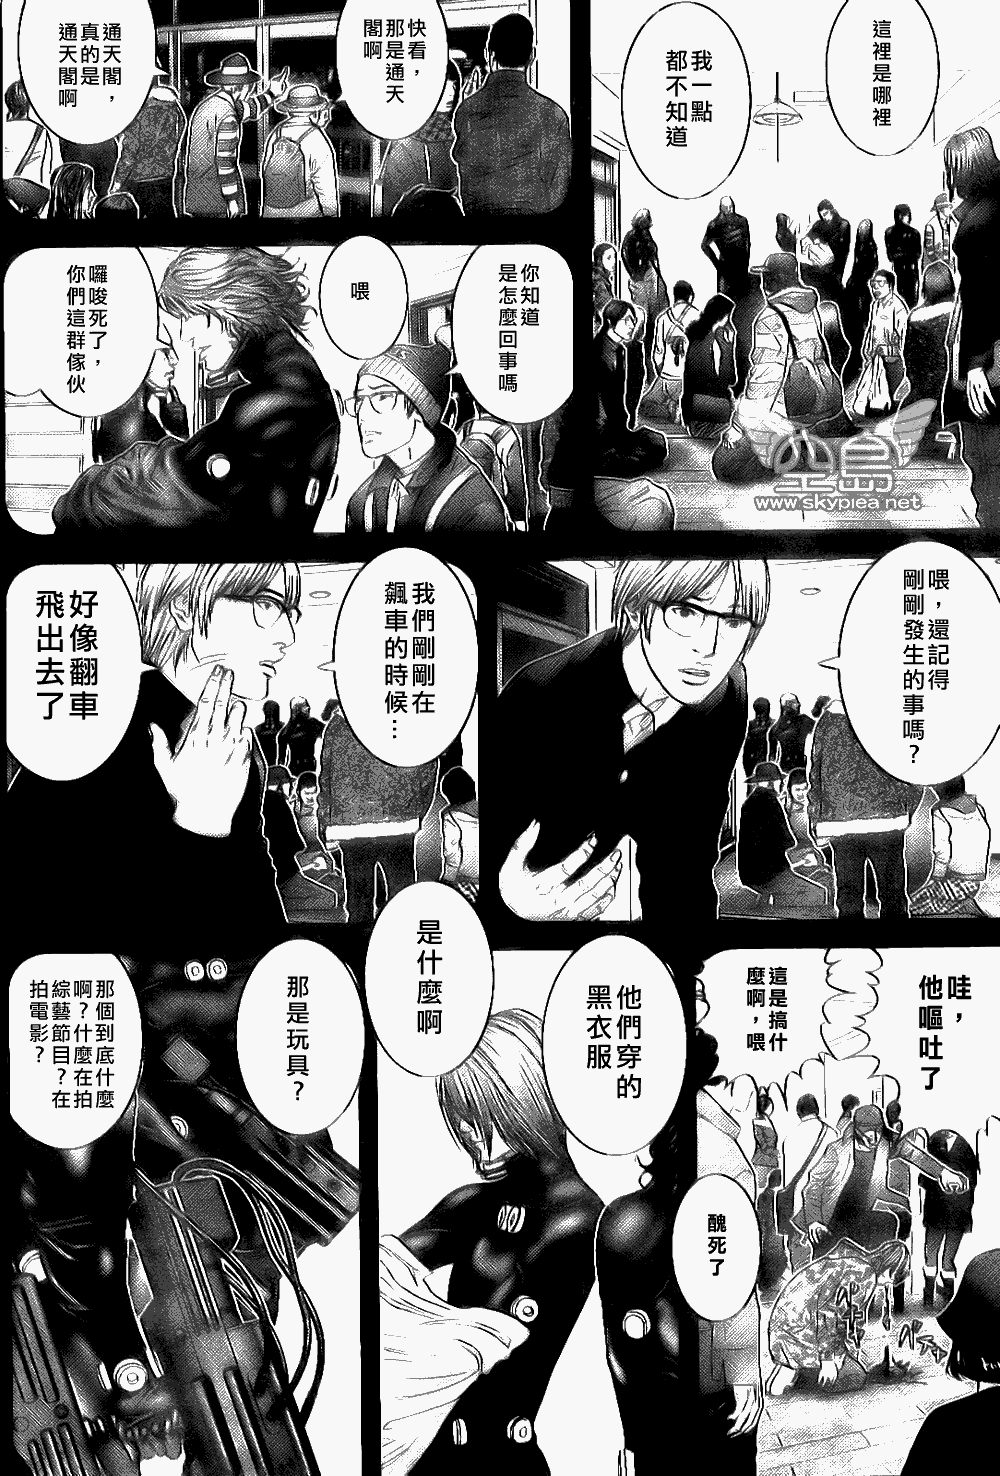 這裡是哪裡
我一點
都不知道
快看，
那是通天
閣啊
通天閣，
真的是
通天閣啊
你知道
是怎麼回事嗎
喂
囉唆死了，
你們這群傢伙
空島
www.skypiea.net
喂，還記得
剛剛發生的事嗎？
我們剛剛在
飆車的時候…
好像翻車
飛出去了
哇，
他嘔吐了
這是搞什
麼啊，喂
醜死了
他們穿的
黑衣服
是什麼啊
那是玩具？
那個到底什麼
啊？什麼在拍
綜藝節目？在
拍電影？